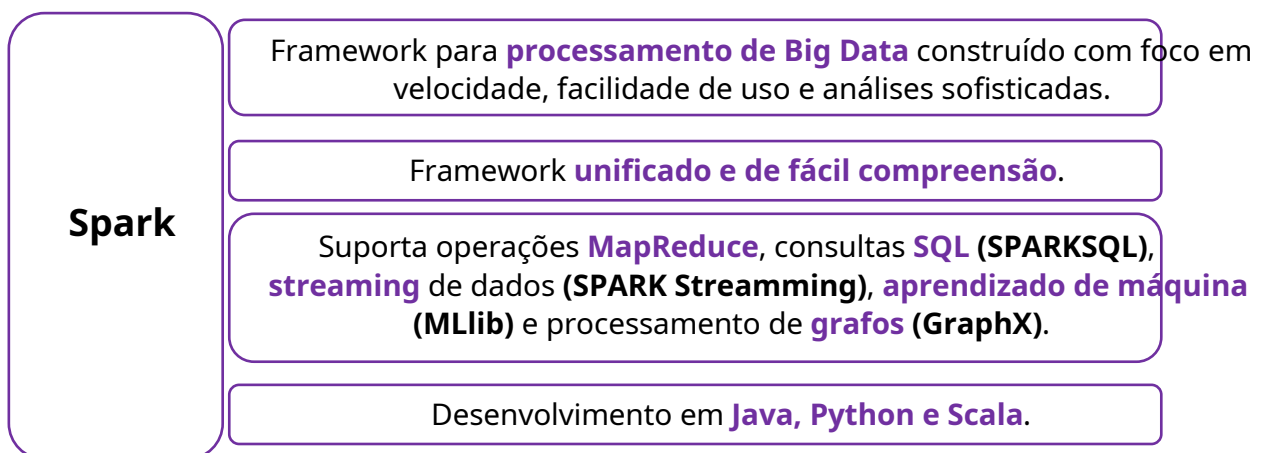 Spark
Framework para processamento de Big Data construído com foco em
velocidade, facilidade de uso e análises sofisticadas.
Framework unificado e de fácil compreensão.
Suporta operações MapReduce, consultas SQL (SPARKSQL),
streaming de dados (SPARK Streamming), aprendizado de máquina
(MLlib) e processamento de grafos (GraphX).
Desenvolvimento em Java, Python e Scala.